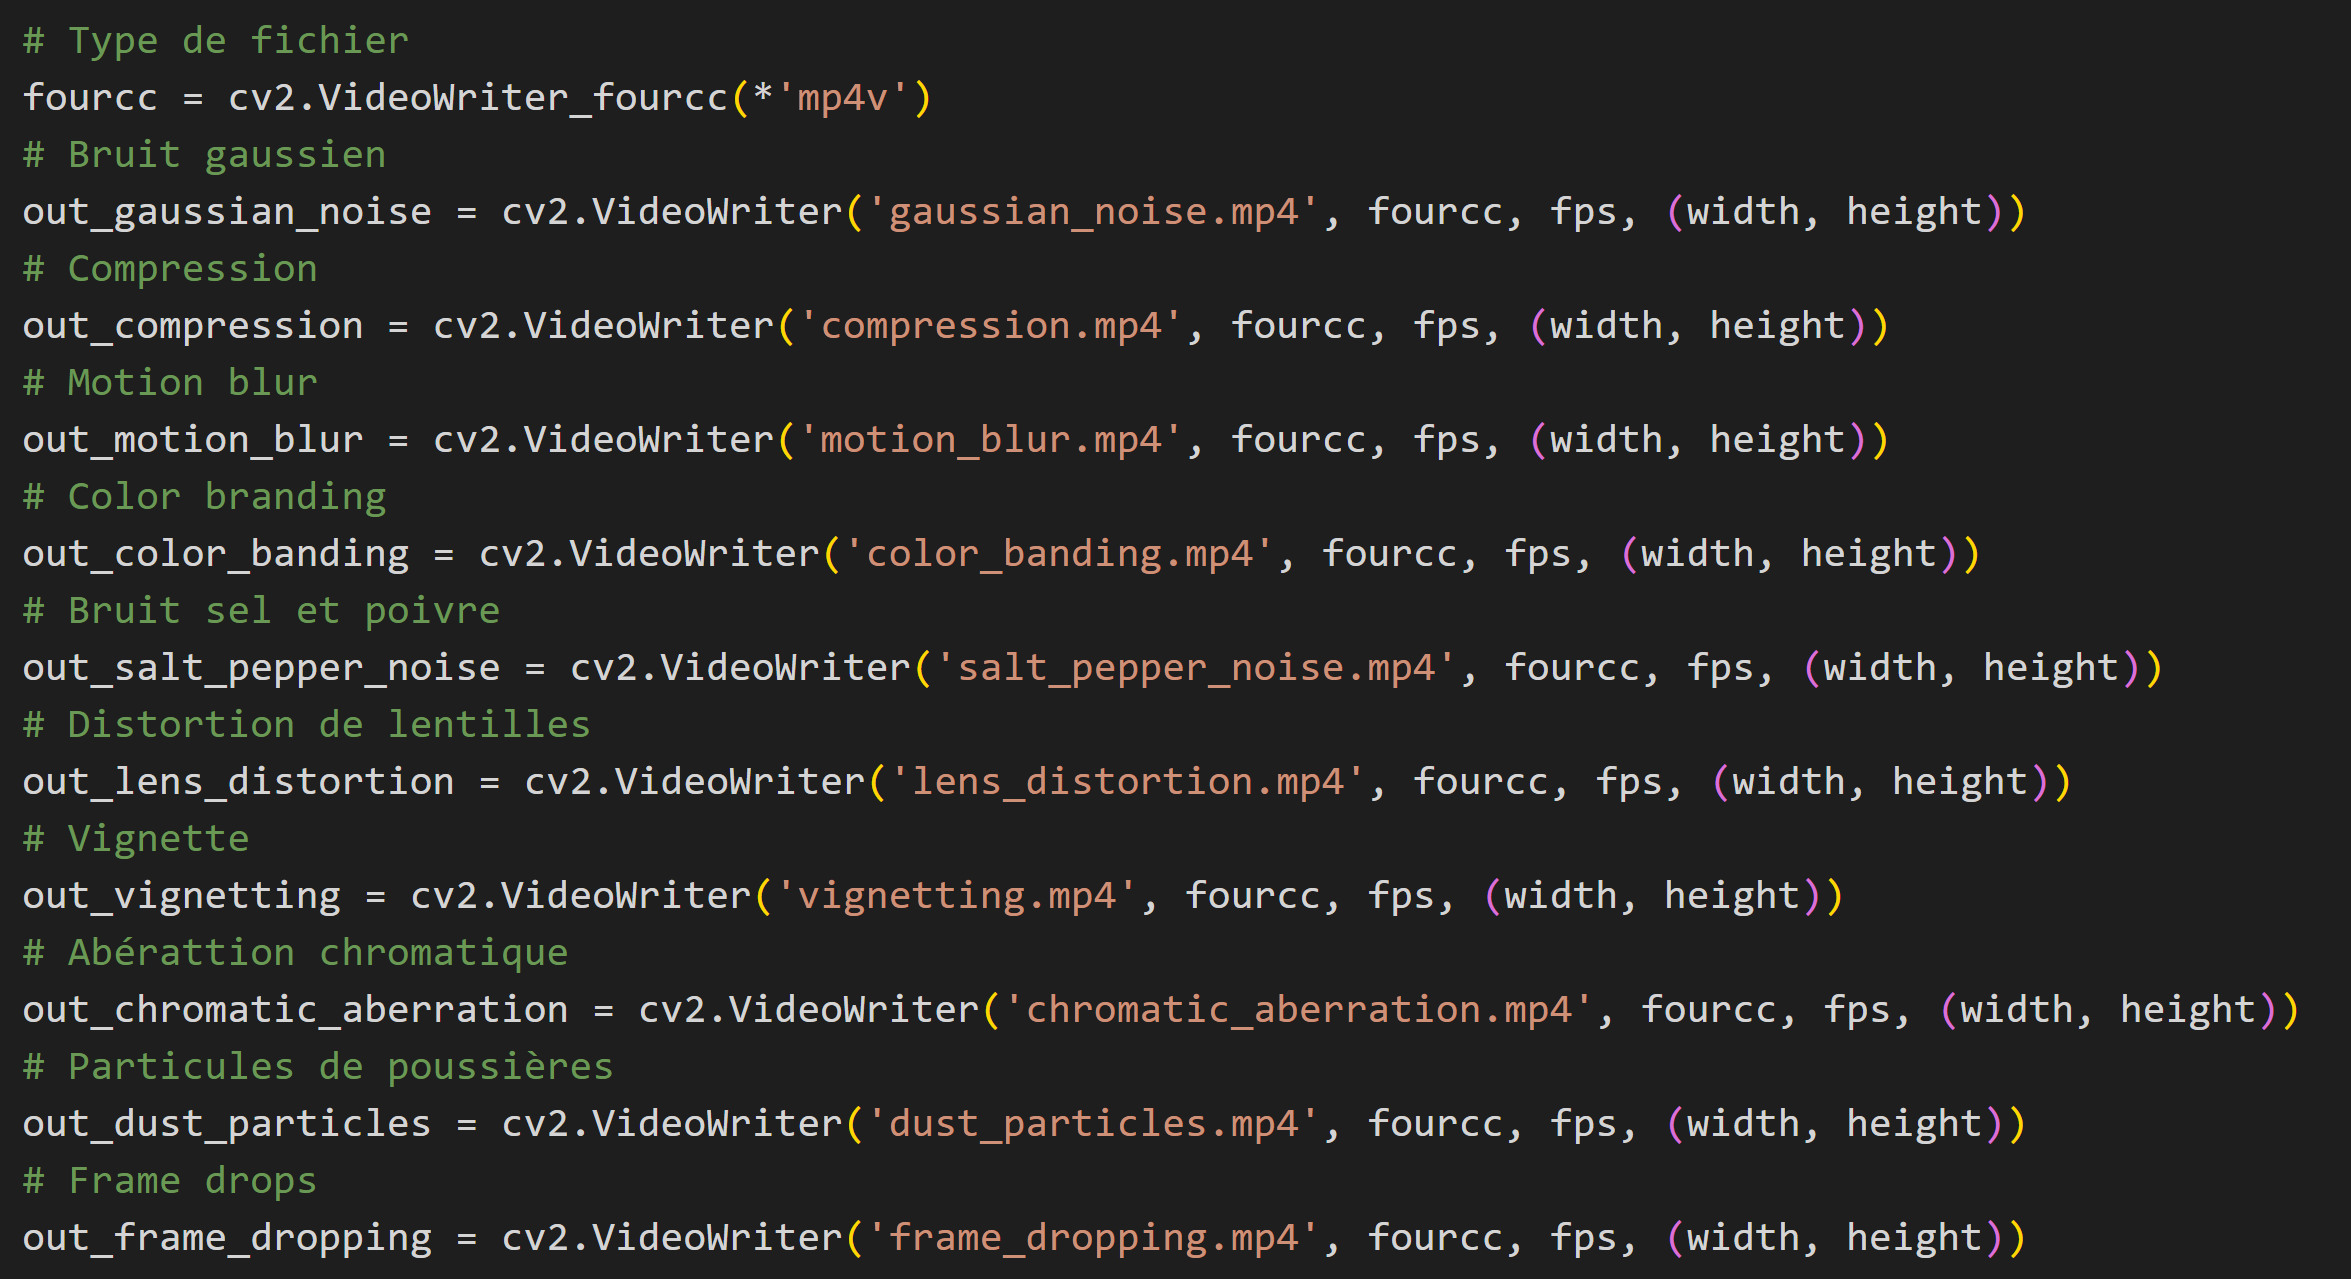 # Type de fichier
fourcc = cv2.VideoWriter_fourcc(*'mp4v')
# Bruit gaussien
out_gaussian_noise = cv2.VideoWriter('gaussian_noise.mp4', fourcc, fps, (width, height))
# Compression
out_compression = cv2.VideoWriter('compression.mp4', fourcc, fps, (width, height))
# Motion blur
out_motion_blur = cv2.VideoWriter('motion_blur.mp4', fourcc, fps, (width, height))
# Color branding
out_color_banding = cv2.VideoWriter('color_banding.mp4', fourcc, fps, (width, height))
# Bruit sel et poivre
out_salt_pepper_noise = cv2.VideoWriter('salt_pepper_noise.mp4', fourcc, fps, (width, height))
# Distortion de lentilles
out_lens_distortion = cv2.VideoWriter('lens_distortion.mp4', fourcc, fps, (width, height))
# Vignette
out_vignetting = cv2.VideoWriter('vignetting.mp4', fourcc, fps, (width, height))
# Abérattion chromatique
out_chromatic_aberration = cv2.VideoWriter('chromatic_aberration.mp4', fourcc, fps, (width, height))
# Particules de poussières
out_dust_particles = cv2.VideoWriter('dust_particles.mp4', fourcc, fps, (width, height))
# Frame drops
out_frame_dropping = cv2.VideoWriter('frame_dropping.mp4', fourcc, fps, (width, height))